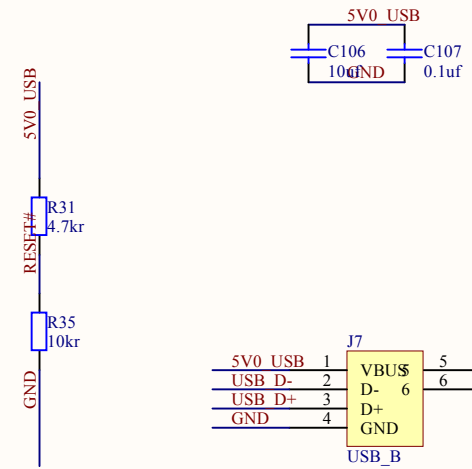 5V0_USB
C106
10uf
GND
C107
0.1uf
5V0_USB
R31
4.7kr
RESET#
R35
10kr
GND
J7
5V0_USB 1 VBUS 5 5
USB_D- 2 D- 6 6
USB_D+ 3 D+
GND 4 GND
USB_B